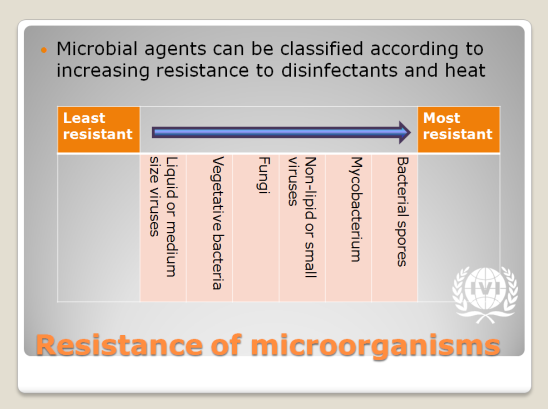 Microbial agents can be classified according to
increasing resistance to disinfectants and heat
Least
resistant
Most
resistant
Liquid or medium
size viruses
Vegetative bacteria
Fungi
Non-lipid or small
viruses
Mycobacterium
Bacterial spores
IVI
Resistance of microorganisms